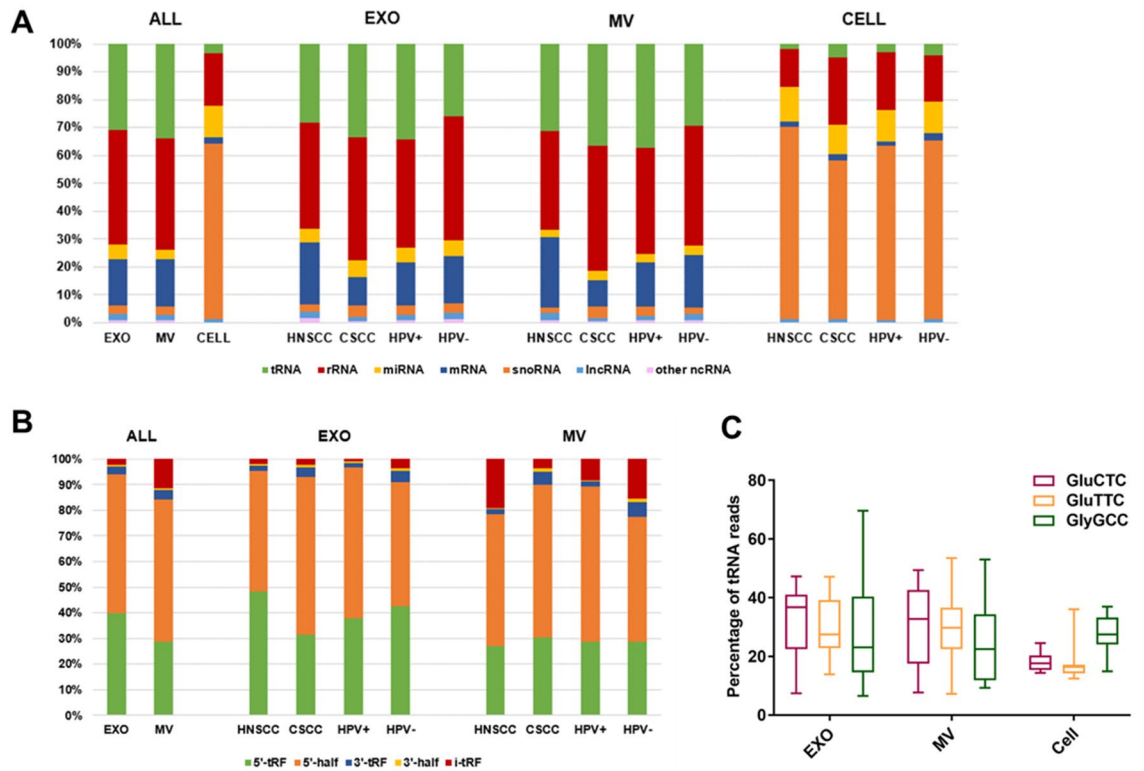 A
ALL EXO MV CELL
100%
90%
80%
70%
60%
50%
40%
30%
20%
10%
0%
EXO MV CELL HNSCC CSCC HPV+ HPV- HNSCC CSCC HPV+ HPV- HNSCC CSCC HPV+ HPV-
tRNA rRNA miRNA mRNA snoRNA lncRNA other ncRNA
B
ALL EXO MV
100%
90%
80%
70%
60%
50%
40%
30%
20%
10%
0%
EXO MV HNSCC CSCC HPV+ HPV- HNSCC CSCC HPV+ HPV-
5'-tRF 5'-half 3'-tRF 3'-half i-tRF
C
Percentage of tRNA reads
80
60
40
20
0
GluCTC
GluTTC
GlyGCC
EXO MV Cell